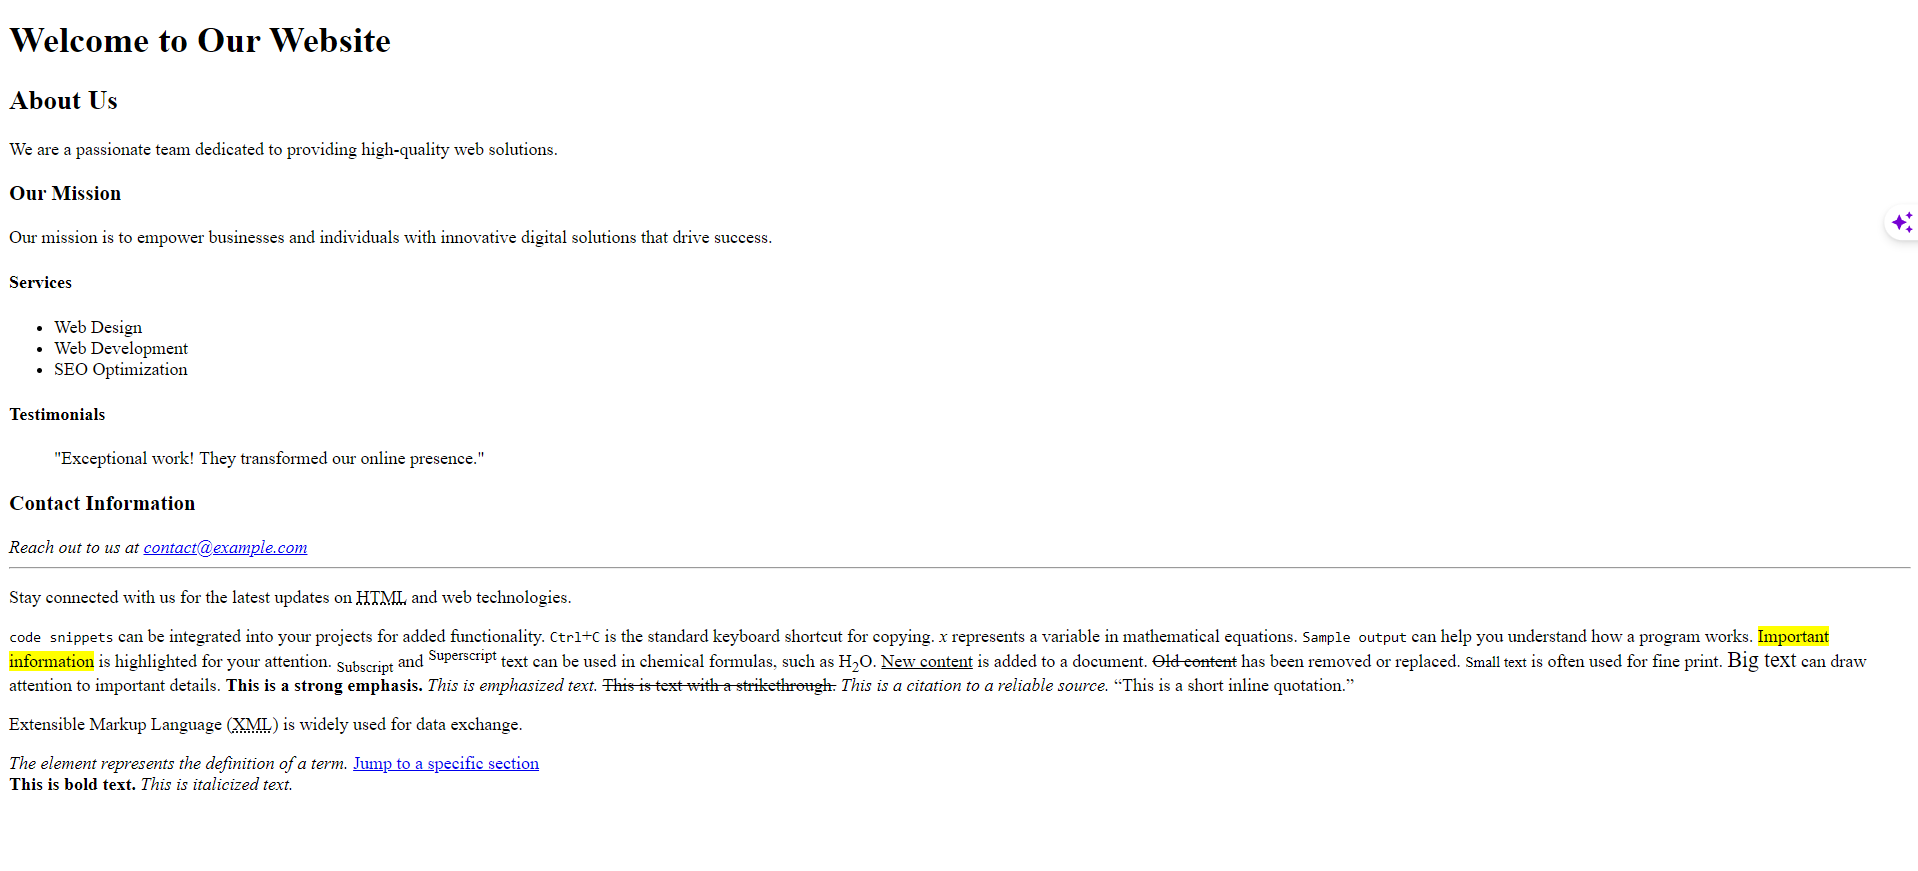 Welcome to Our Website
About Us
We are a passionate team dedicated to providing high-quality web solutions.
Our Mission
Our mission is to empower businesses and individuals with innovative digital solutions that drive success.
Services
• Web Design
• Web Development
• SEO Optimization
Testimonials
"Exceptional work! They transformed our online presence."
Contact Information
Reach out to us at contact@example.com
Stay connected with us for the latest updates on HTML and web technologies.
code snippets can be integrated into your projects for added functionality. Ctrl+C is the standard keyboard shortcut for copying. x represents a variable in mathematical equations. Sample output can help you understand how a program works. Important
information is highlighted for your attention. Subscript and Superscript text can be used in chemical formulas, such as H₂O. New content is added to a document. Old content has been removed or replaced. Small text is often used for fine print. Big text can draw
attention to important details. This is a strong emphasis. This is emphasized text. This is text with a strikethrough. This is a citation to a reliable source. “This is a short inline quotation.”
Extensible Markup Language (XML) is widely used for data exchange.
The element represents the definition of a term. Jump to a specific section
This is bold text. This is italicized text.